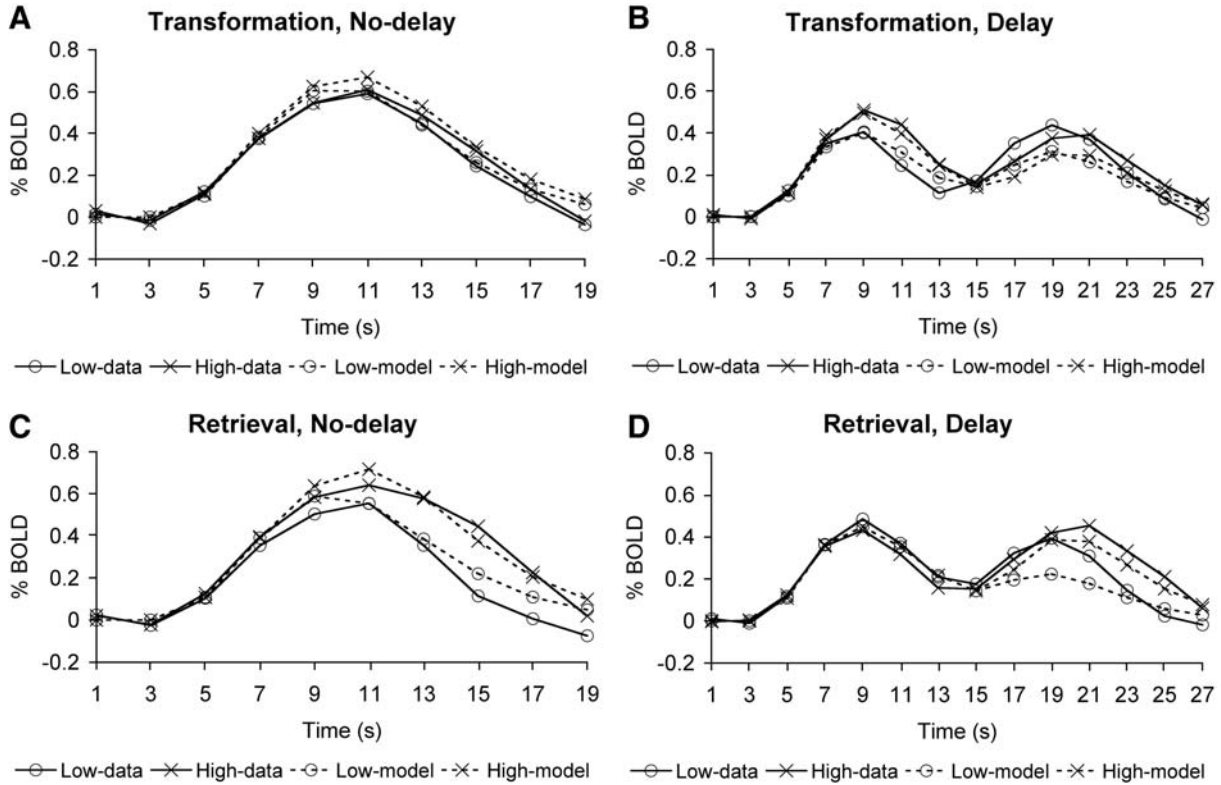 A
Transformation, No-delay
0.8
0.6
0.4
0.2
0
-0.2
% BOLD
1 3 5 7 9 11 13 15 17 19
Time (s)
Low-data High-data Low-model High-model
B
Transformation, Delay
0.8
0.6
0.4
0.2
0
-0.2
% BOLD
1 3 5 7 9 11 13 15 17 19 21 23 25 27
Time (s)
Low-data High-data Low-model High-model
C
Retrieval, No-delay
0.8
0.6
0.4
0.2
0
-0.2
% BOLD
1 3 5 7 9 11 13 15 17 19
Time (s)
Low-data High-data Low-model High-model
D
Retrieval, Delay
0.8
0.6
0.4
0.2
0
-0.2
% BOLD
1 3 5 7 9 11 13 15 17 19 21 23 25 27
Time (s)
Low-data High-data Low-model High-model